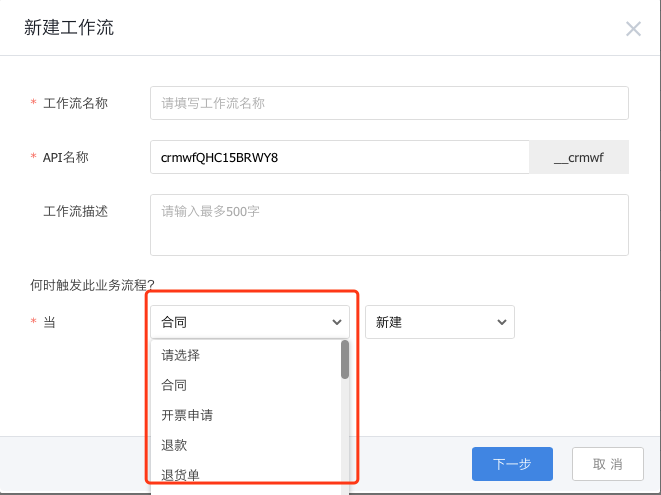 新建工作流
* 工作流名称 请填写工作流名称
* API名称 crmwfQHC15BRWY8 __crmwf
工作流描述 请输入最多500字
何时触发此业务流程?
* 当 合同 新建
请选择
合同
开票申请
退款
退货单
下一步 取 消